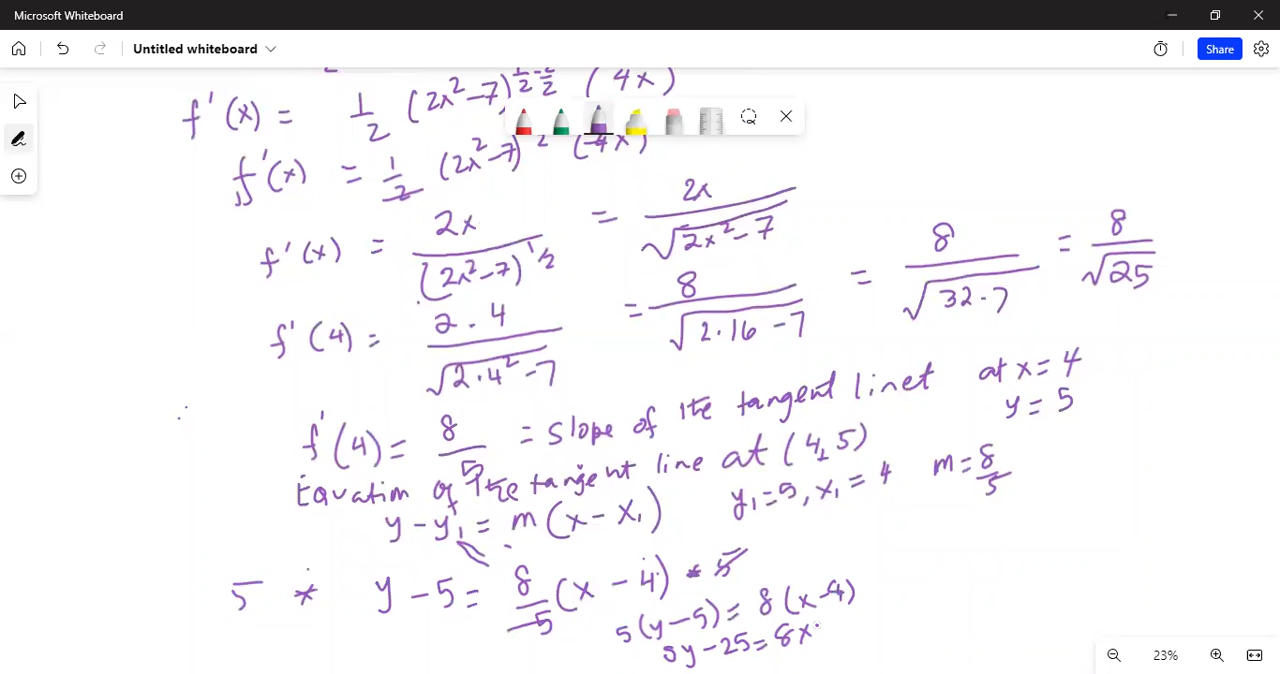 Microsoft Whiteboard
Untitled whiteboard
Share
f'(x) = 1/2 (2x²-7)^(1/2 - 2/2) (4x)
f'(x) = 1/2 (2x²-7) 2 (4x)
f'(x) = 2x/(2x²-7)^(1/2) = 2x/√(2x²-7)
f'(4) = 2·4/√(2·4²-7) = 8/√(2·16-7) = 8/√(32-7) = 8/√25
f'(4) = 8/5 = slope of the tangent linet at x=4
y=5
Equation of the tangent line at (4,5)
y₁=5, x₁=4 m=8/5
y-y₁ = m(x-x₁)
5 * y-5 = 8/5 (x-4) * 5
5(y-5) = 8(x-4)
5y-25=8x
23%